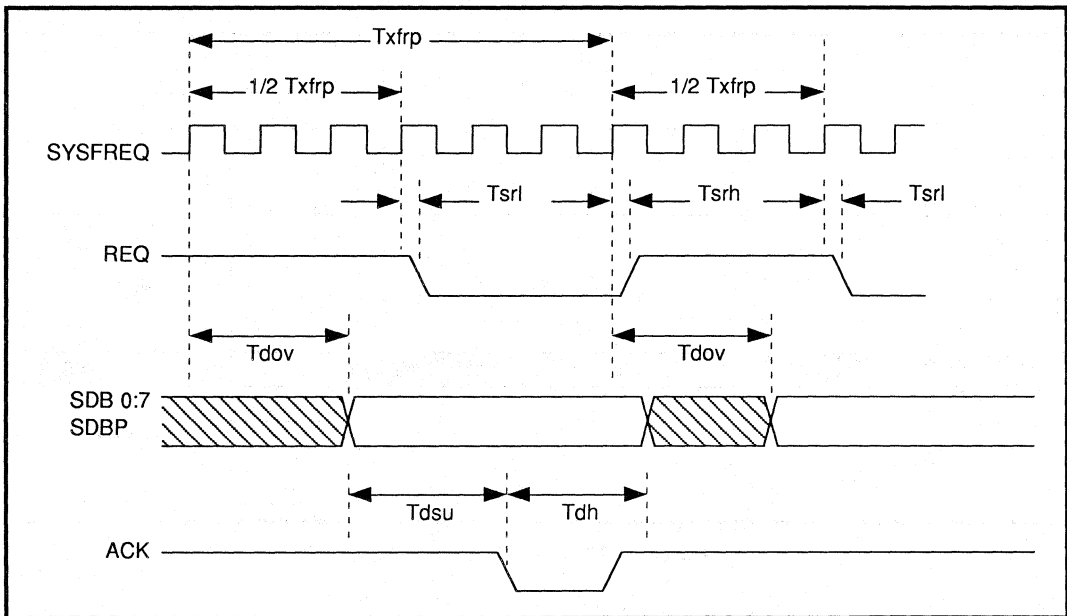 Txfrp
1/2 Txfrp 1/2 Txfrp
SYSFREQ
Tsrl Tsrh Tsrl
REQ
Tdov Tdov
SDB 0:7
SDBP
Tdsu Tdh
ACK